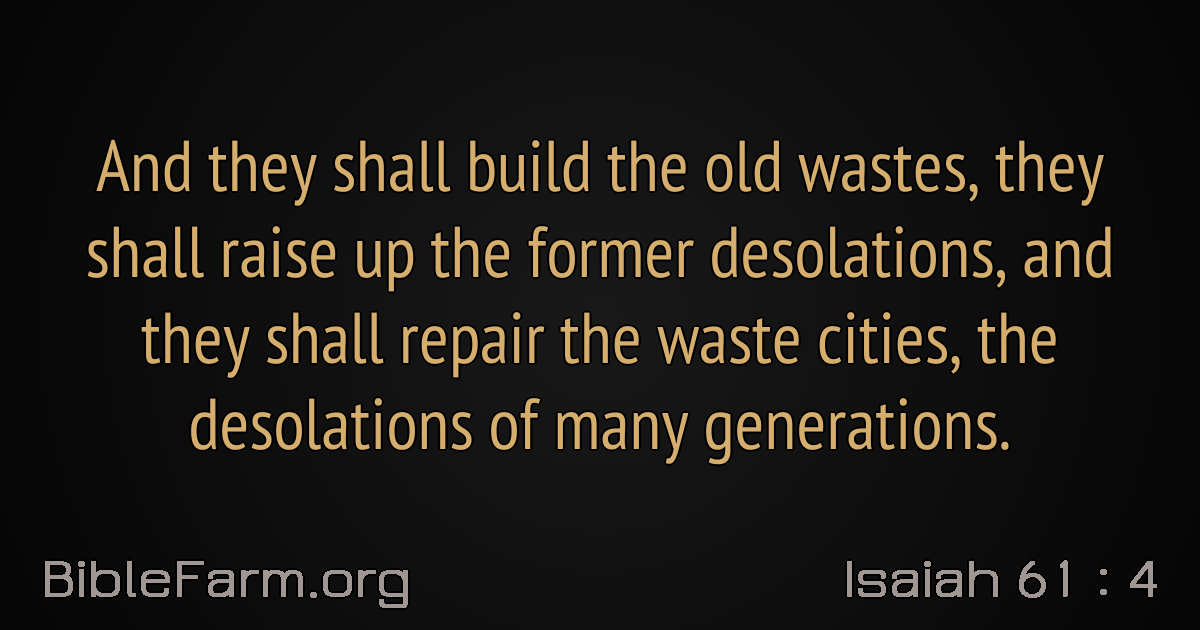 And they shall build the old wastes, they
shall raise up the former desolations, and
they shall repair the waste cities, the
desolations of many generations.
BibleFarm.org
Isaiah 61 : 4